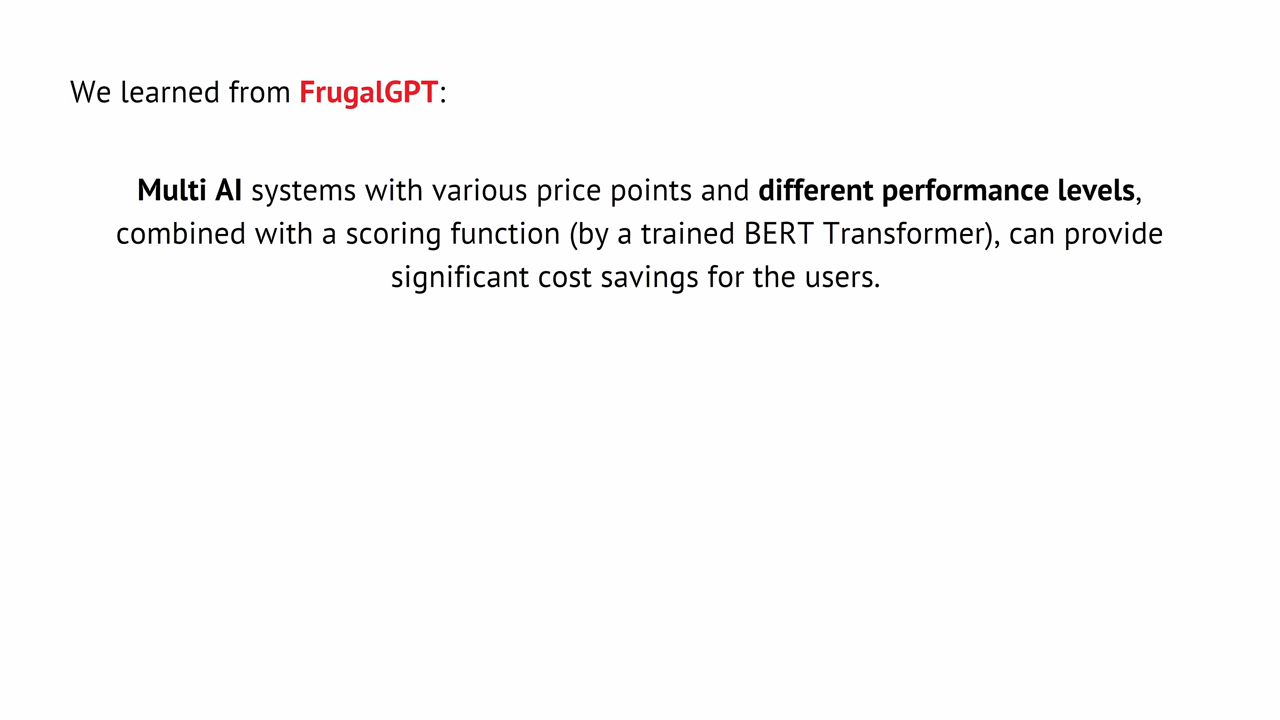 We learned from FrugalGPT:
Multi AI systems with various price points and different performance levels,
combined with a scoring function (by a trained BERT Transformer), can provide
significant cost savings for the users.